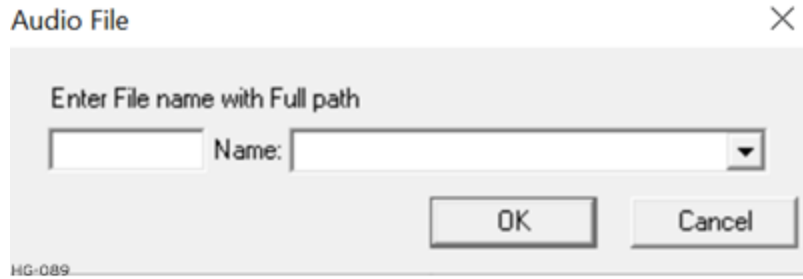 Audio File
Enter File name with Full path
Name:
OK Cancel
HG-089